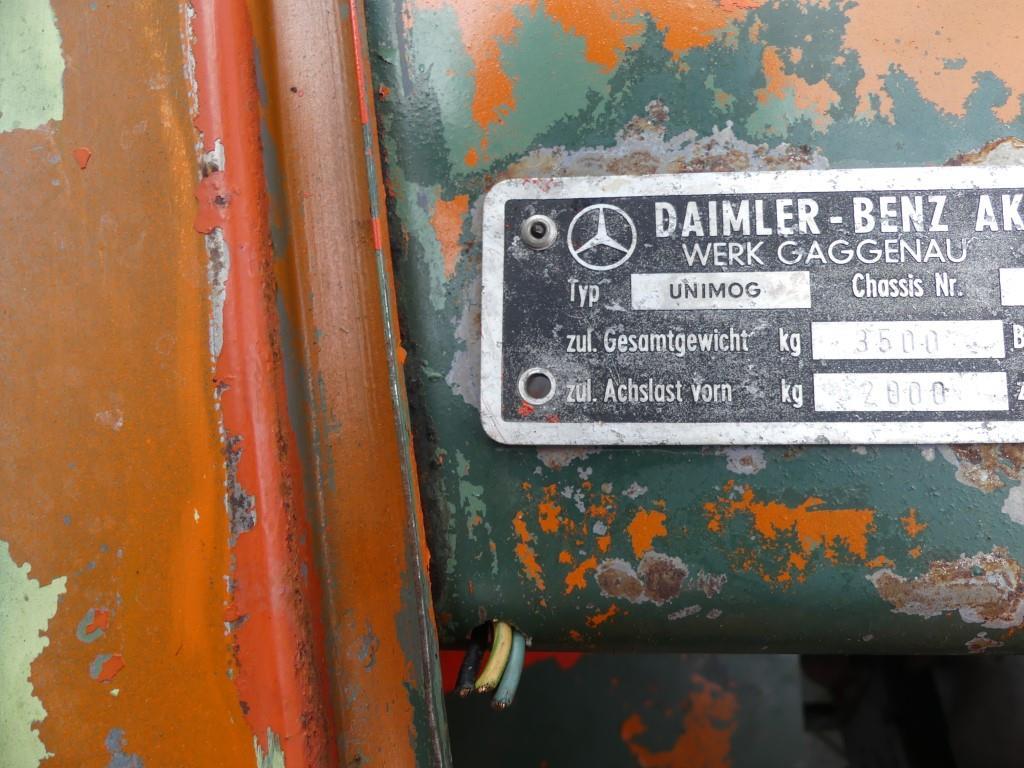 DAIMLER-BENZ AK
WERK GAGGENAU
Typ UNIMOG Chassis Nr.
zul. Gesamtgewicht kg 3500 B
zul. Achslast vorn kg 2000 z